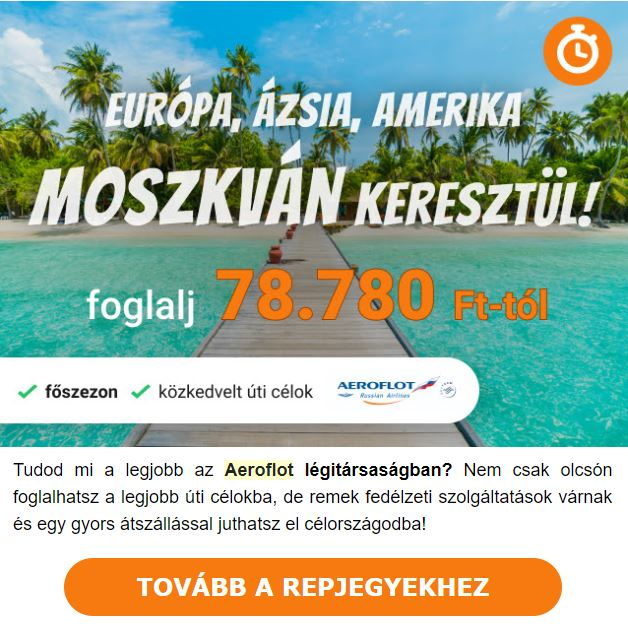 EURÓPA, ÁZSIA, AMERIKA
MOSZKVÁN KERESZTÜL!
foglalj 78.780 Ft-tól
főszezon közkedvelt úti célok AEROFLOT
Russian Airlines
Tudod mi a legjobb az Aeroflot légitársaságban? Nem csak olcsón
foglalhatsz a legjobb úti célokba, de remek fedélzeti szolgáltatások várnak
és egy gyors átszállással juthatsz el célországodba!
TOVÁBB A REPJEGYEKHEZ